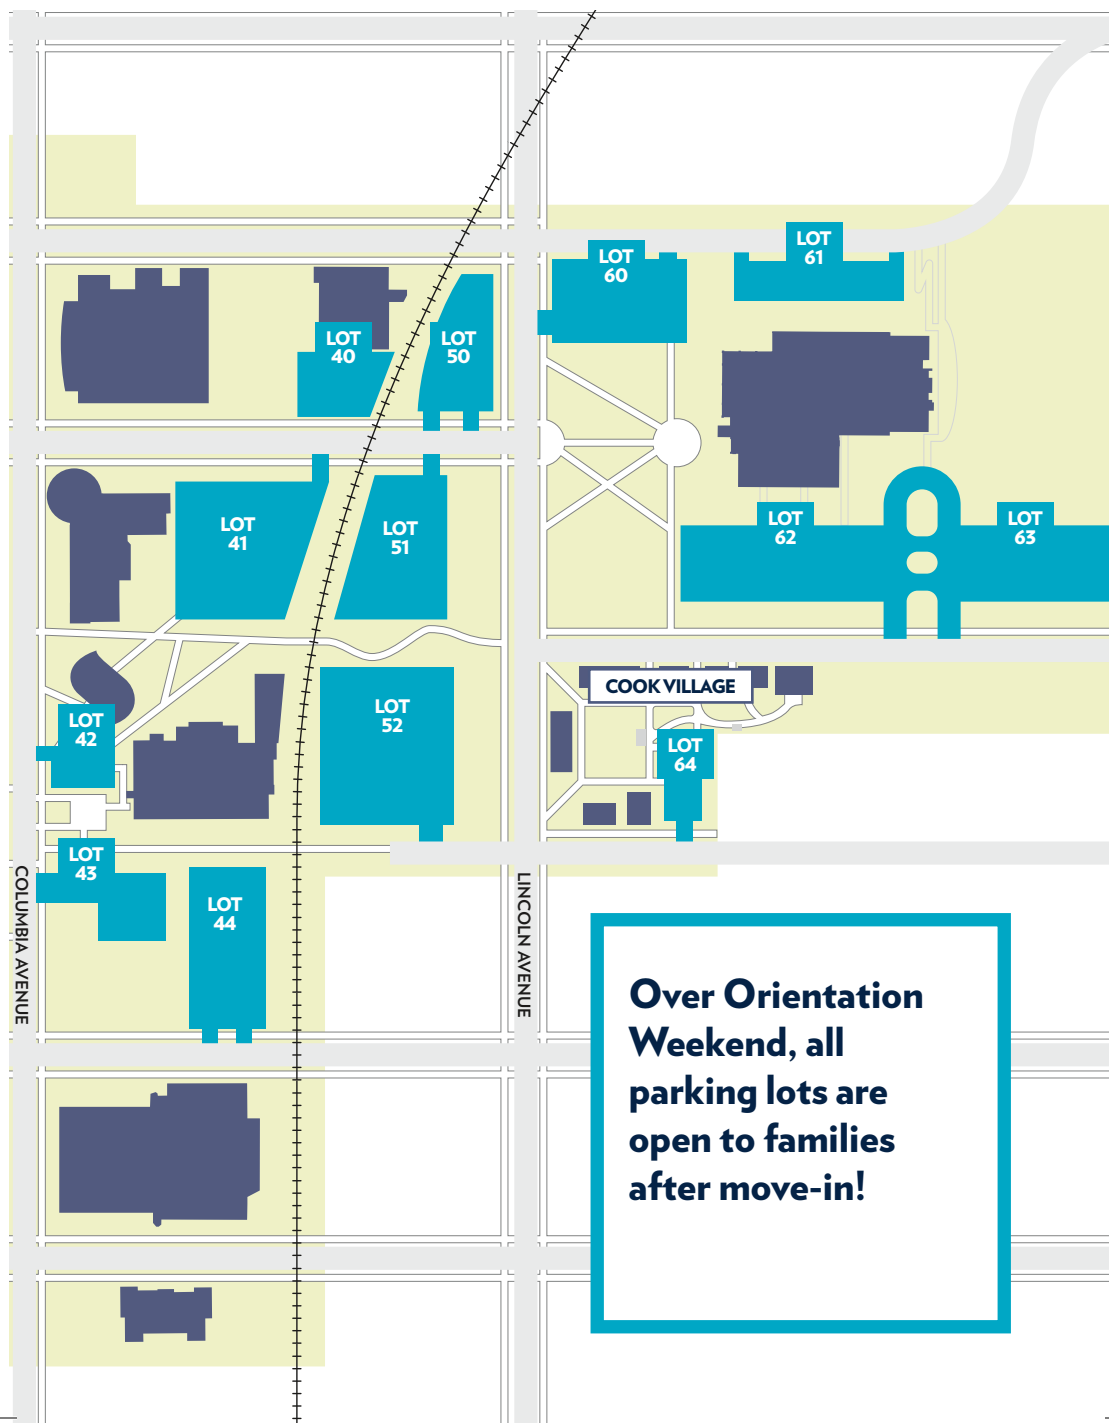 LOT
61
LOT
60
LOT
40
LOT
50
LOT
41
LOT
51
LOT
62
LOT
63
COOK VILLAGE
LOT
42
LOT
52
LOT
64
LOT
43
LOT
44
COLUMBIA AVENUE
LINCOLN AVENUE
Over Orientation
Weekend, all
parking lots are
open to families
after move-in!